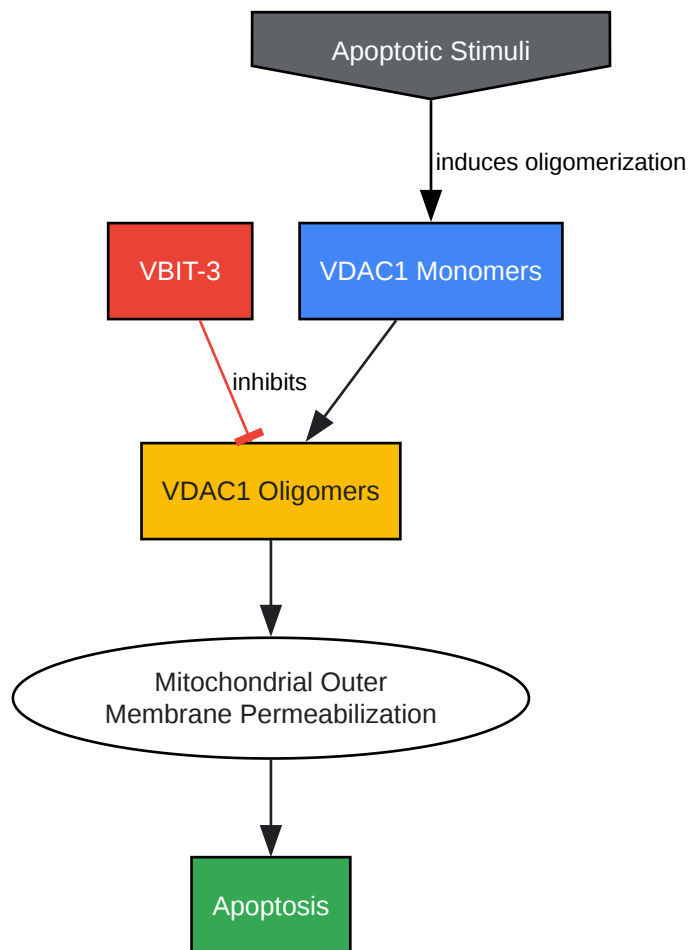 Apoptotic Stimuli
induces oligomerization
VBIT-3
VDAC1 Monomers
inhibits
VDAC1 Oligomers
Mitochondrial Outer
Membrane Permeabilization
Apoptosis